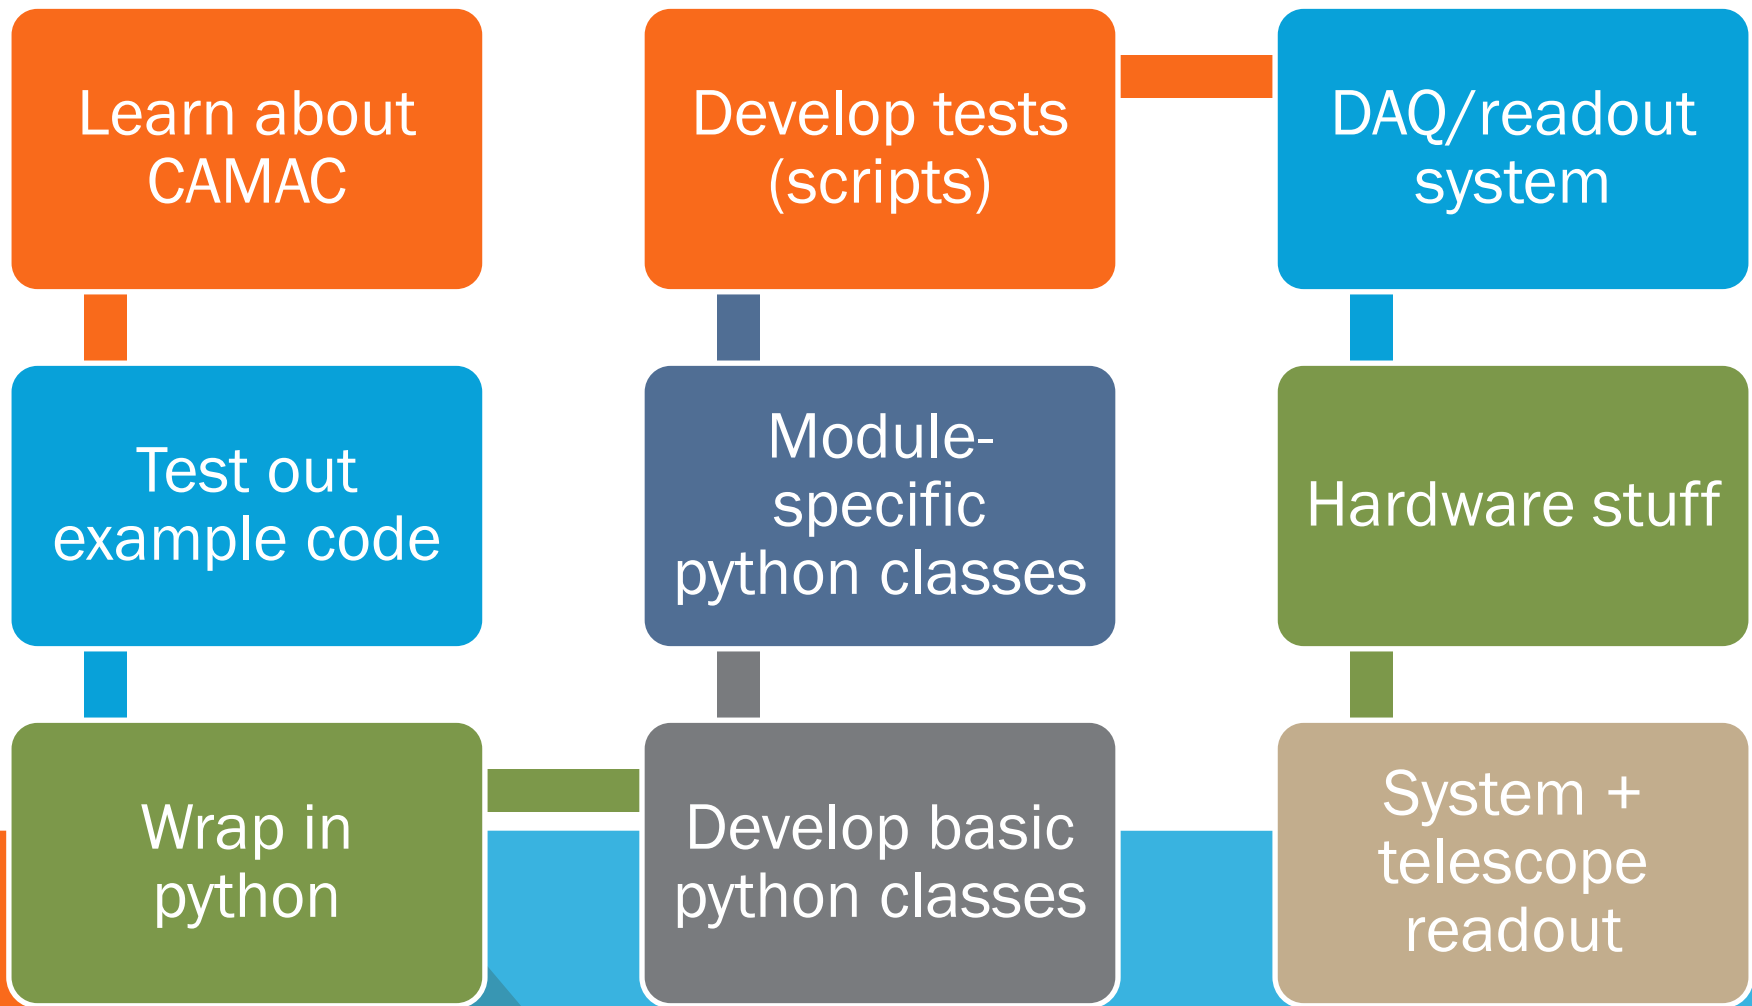 Learn about
CAMAC
Test out
example code
Wrap in
python
Develop basic
python classes
Module-
specific
python classes
Develop tests
(scripts)
DAQ/readout
system
Hardware stuff
System +
telescope
readout